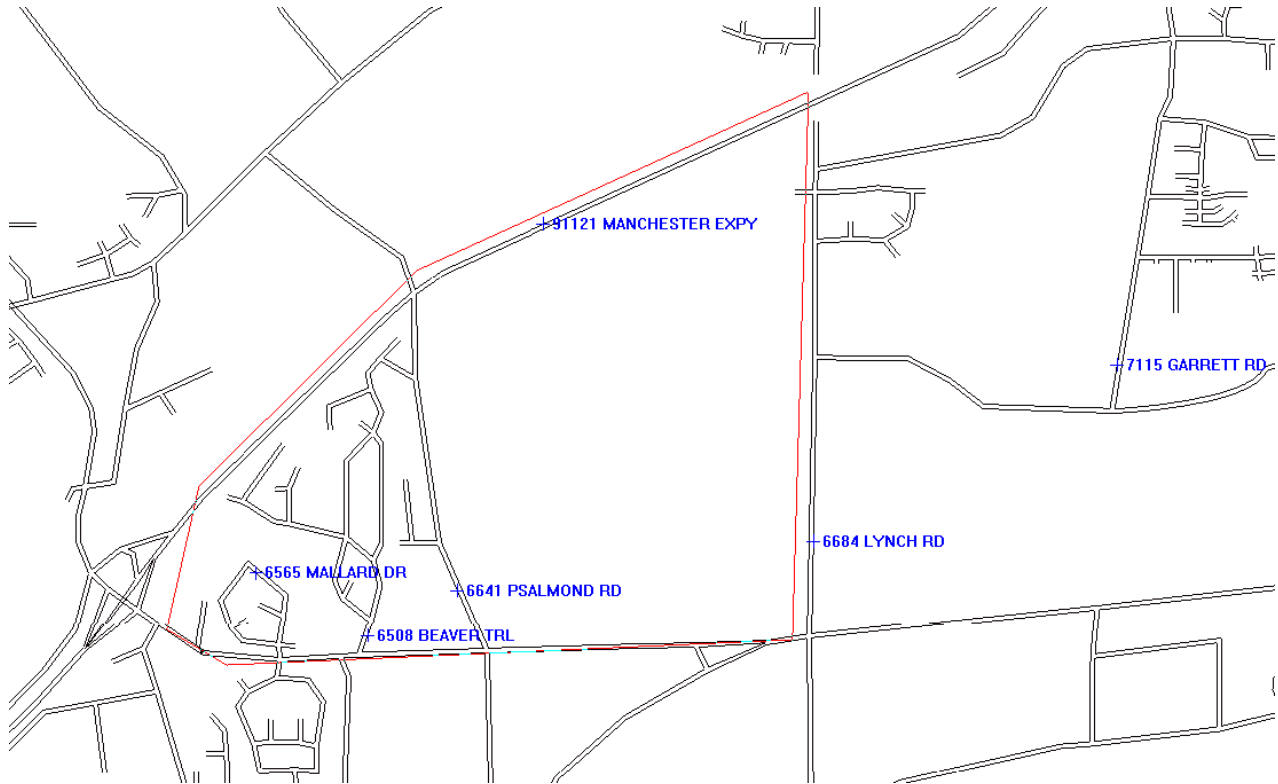 91121 MANCHESTER EXPY
7115 GARRETT RD
6684 LYNCH RD
6565 MALLARD DR
6641 PSALMOND RD
6508 BEAVER TRL